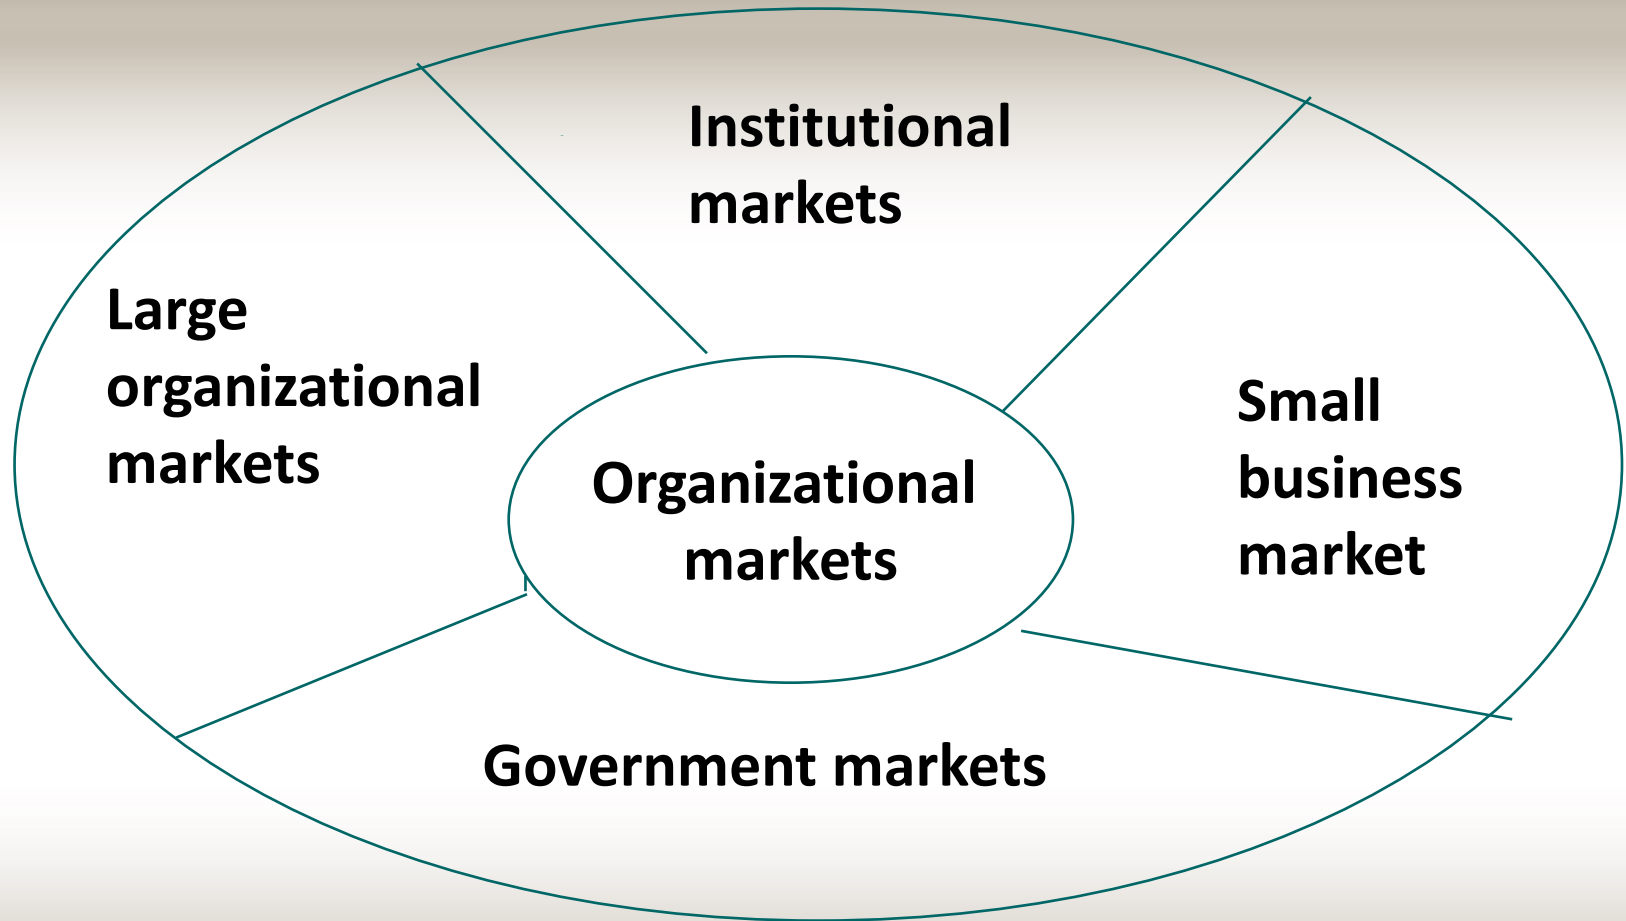 Institutional
markets
Large
organizational
markets
Small
business
market
Organizational
markets
Government markets